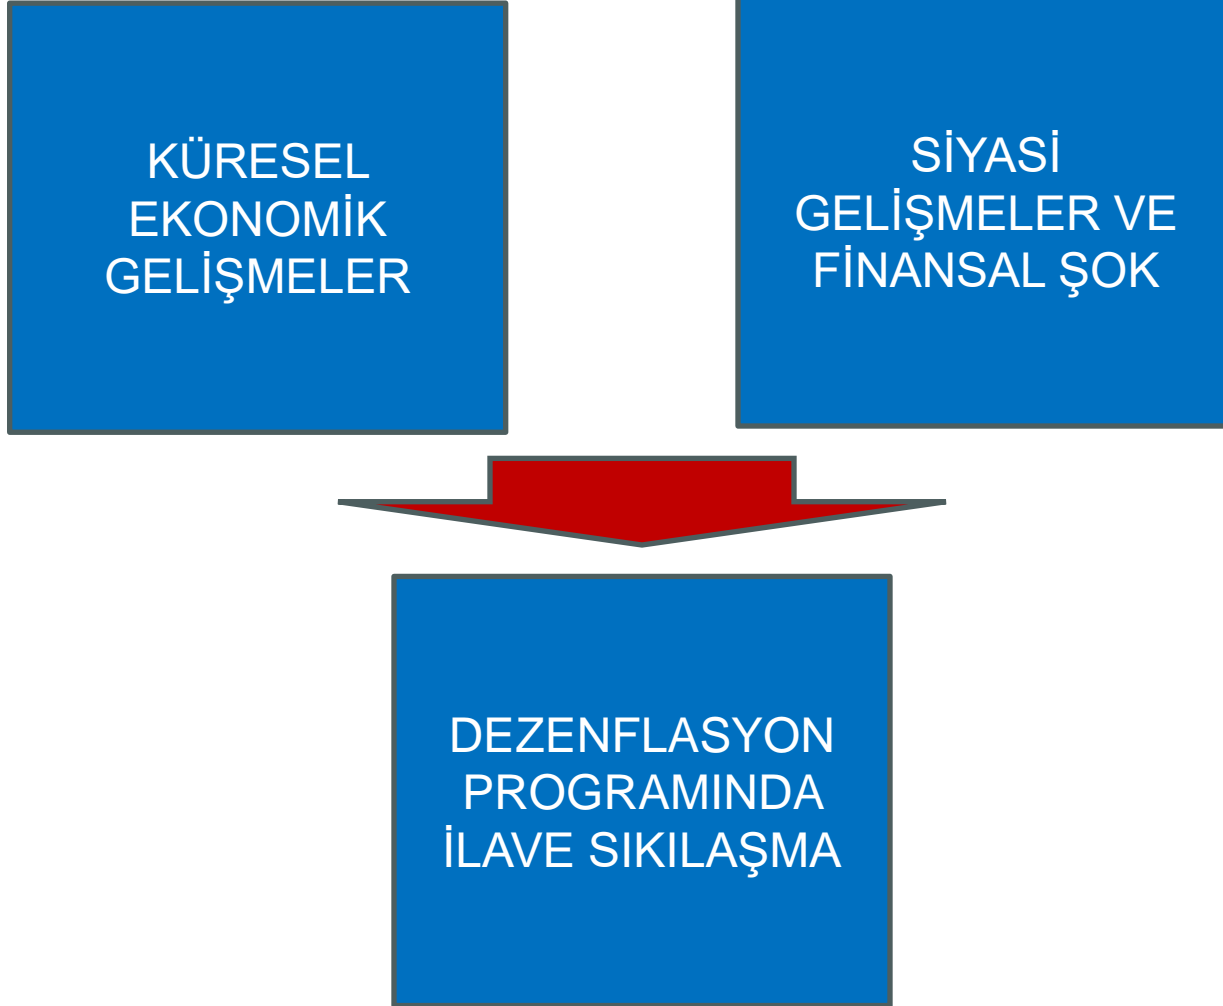 KÜRESEL
EKONOMİK
GELİŞMELER
SİYASİ
GELİŞMELER VE
FİNANSAL ŞOK
DEZENFLASYON
PROGRAMINDA
İLAVE SIKILAŞMA